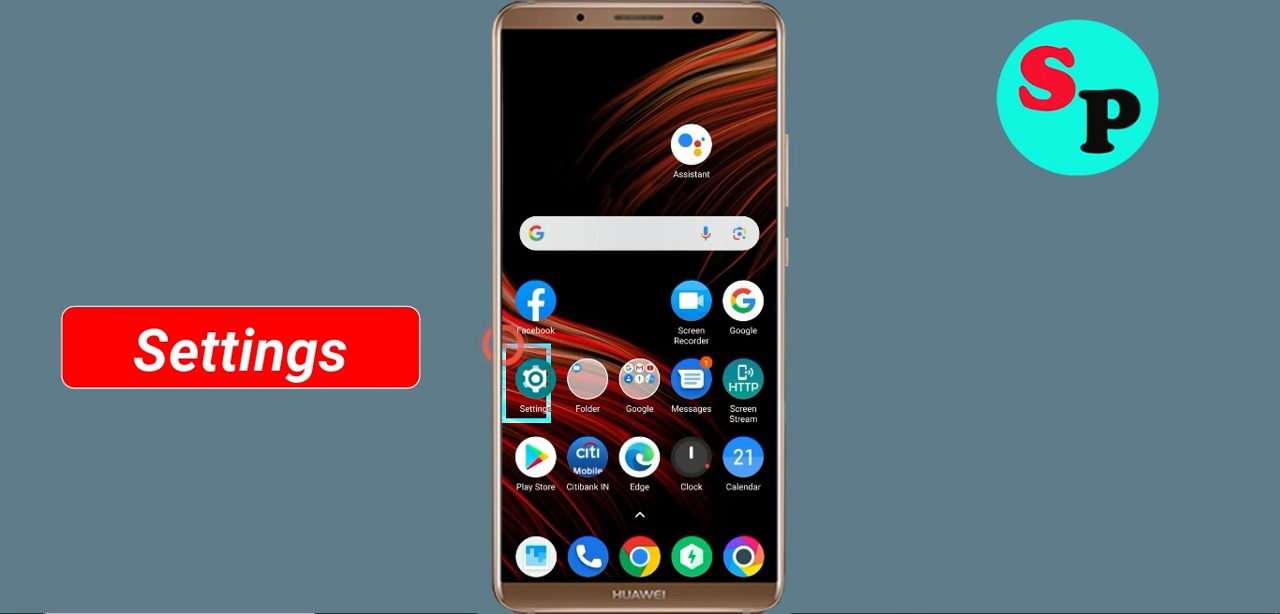 SP
Assistant
Facebook
Screen
Recorder
Google
Settings
Settings
Folder
Google
Messages
1
HTTP
Screen
Stream
Play Store
citi
Mobile
Citibank IN
Edge
Clock
21
Calendar
HUAWEI